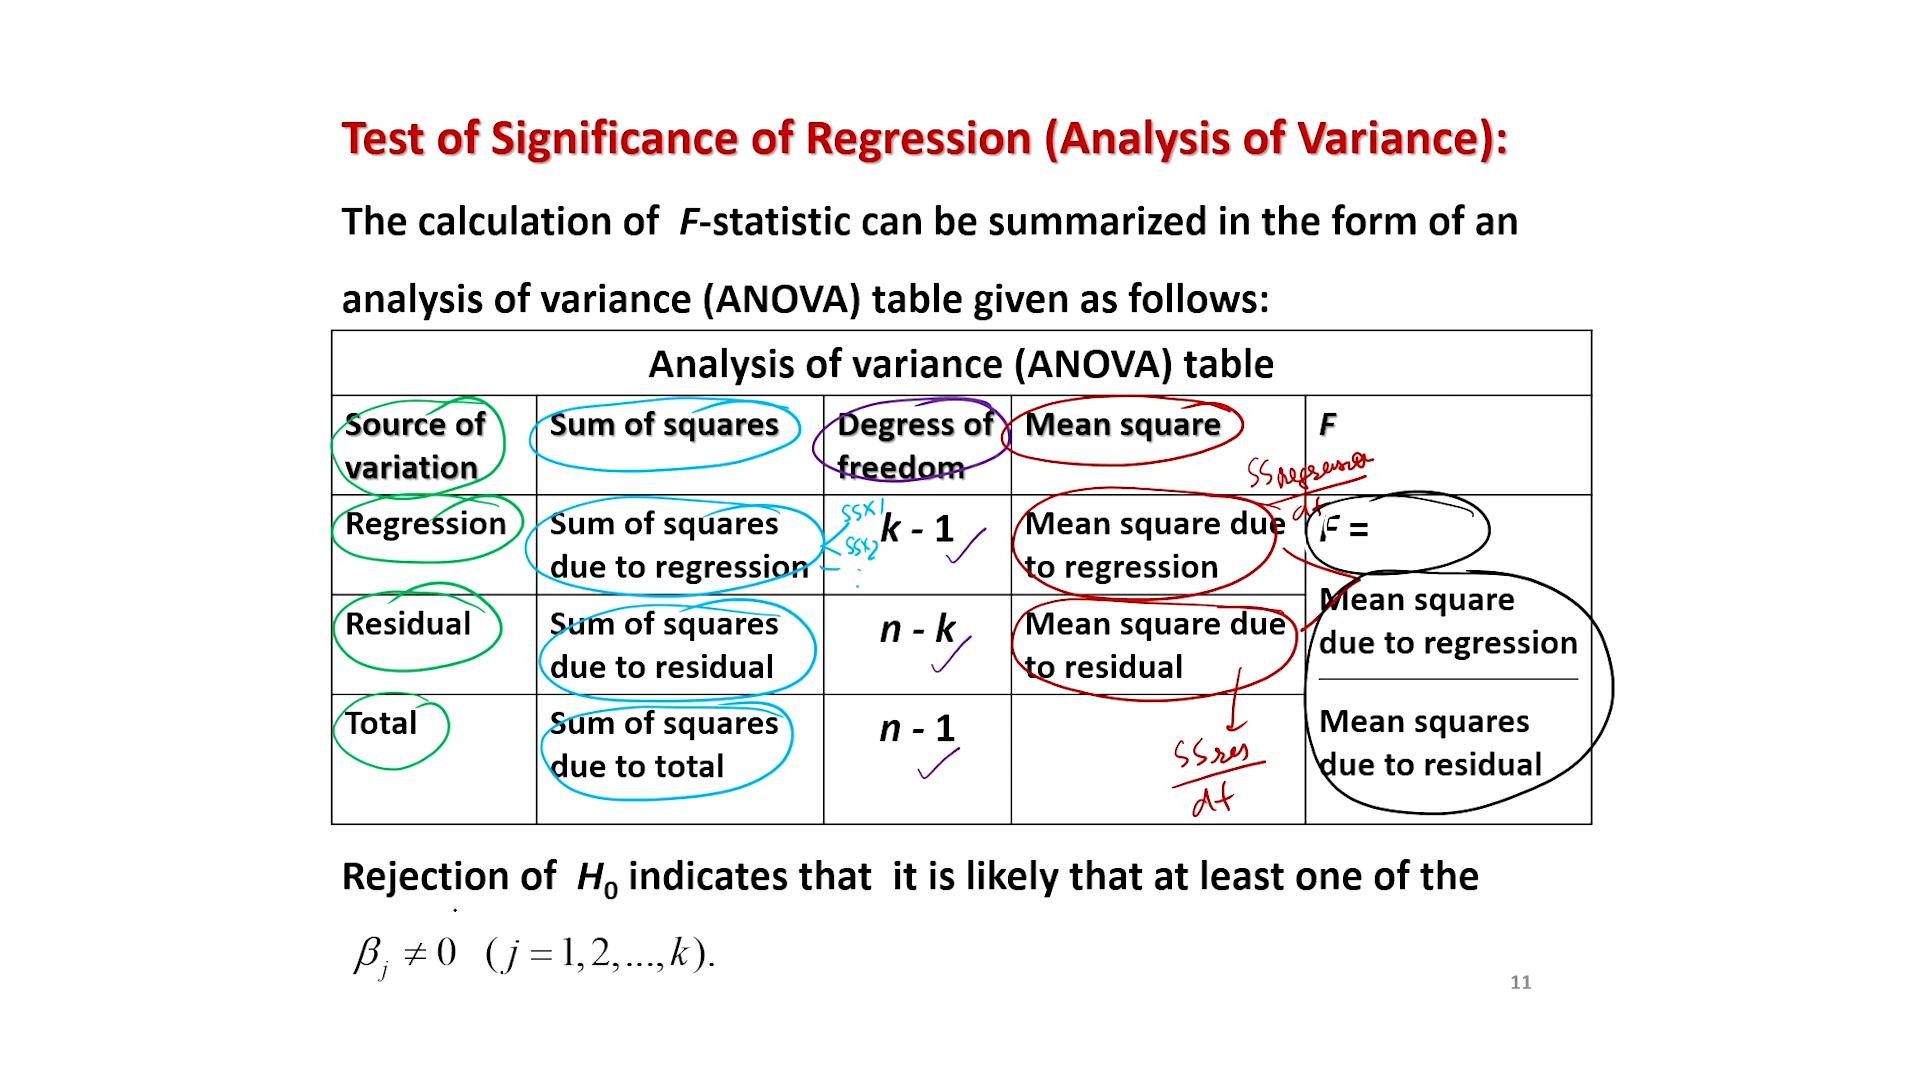 Test of Significance of Regression (Analysis of Variance):
The calculation of F-statistic can be summarized in the form of an
analysis of variance (ANOVA) table given as follows:
Analysis of variance (ANOVA) table
Source of
variation
Sum of squares
Degress of
freedom
Mean square
F
SS regression
df
Regression
Sum of squares
due to regression
SSX1
SSX2
k - 1
Mean square due
to regression
F =
Mean square
due to regression
Mean squares
due to residual
Residual
Sum of squares
due to residual
n - k
Mean square due
to residual
Total
Sum of squares
due to total
n - 1
SSres
df
Rejection of H0 indicates that it is likely that at least one of the
βj ≠ 0 (j = 1, 2, ..., k).
11